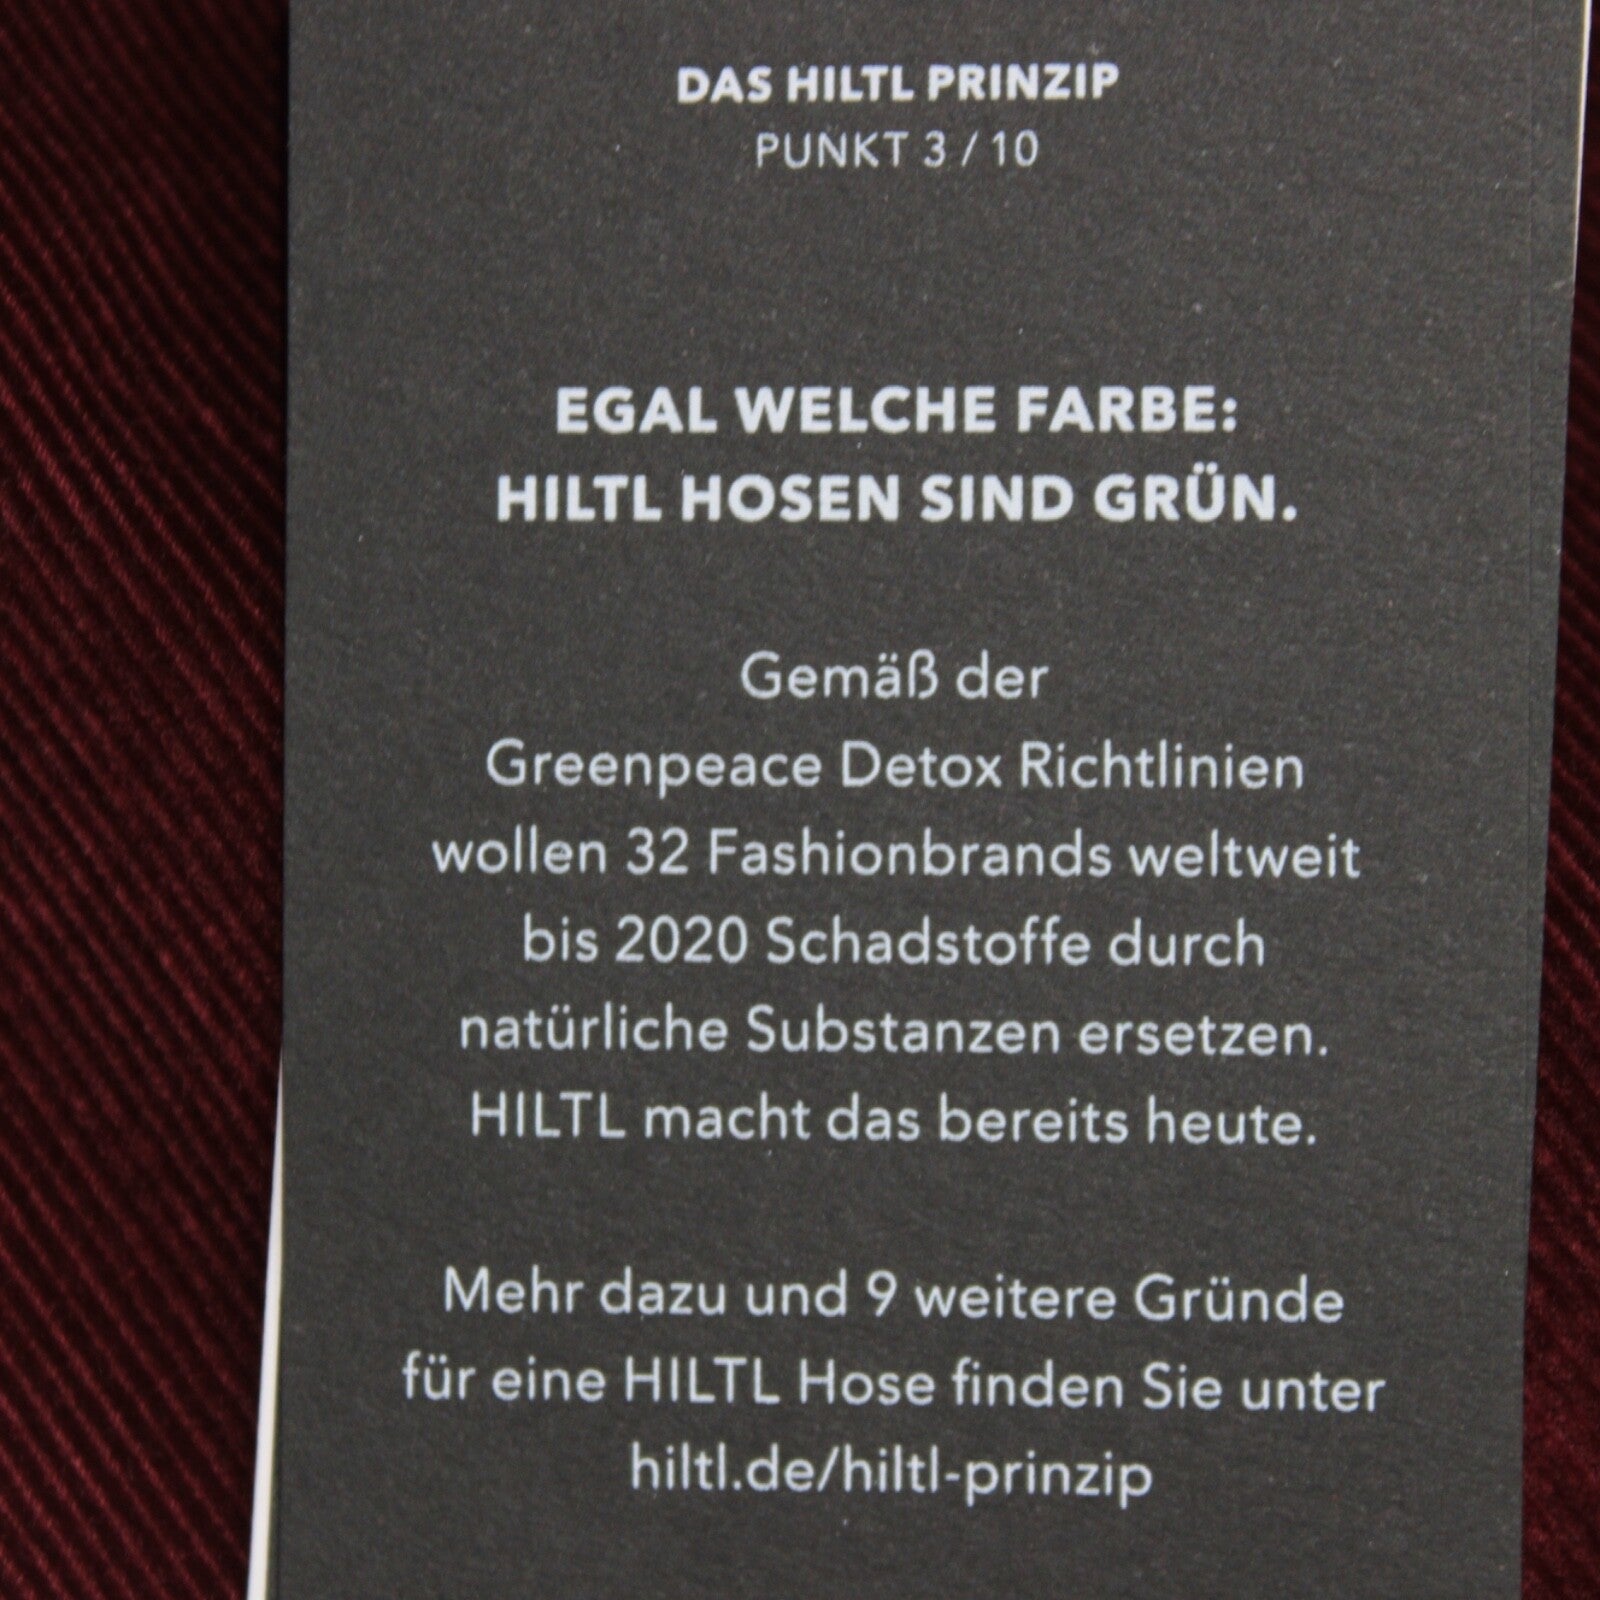 DAS HILTL PRINZIP
PUNKT 3 / 10
EGAL WELCHE FARBE:
HILTL HOSEN SIND GRÜN.
Gemäß der
Greenpeace Detox Richtlinien
wollen 32 Fashionbrands weltweit
bis 2020 Schadstoffe durch
natürliche Substanzen ersetzen.
HILTL macht das bereits heute.
Mehr dazu und 9 weitere Gründe
für eine HILTL Hose finden Sie unter
hiltl.de/hiltl-prinzip